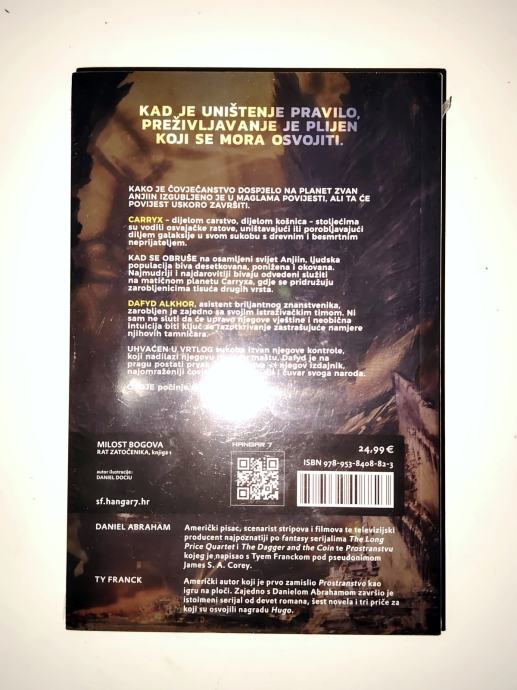 KAD JE UNIŠTENJE PRAVILO,
PREŽIVLJAVANJE JE PLIJEN
KOJI SE MORA OSVOJITI.
KAKO JE ČOVJEČANSTVO DOSPJELO NA PLANET ZVAN
ANJIIN IZGUBLJENO JE U MAGLAMA POVIJESTI, ALI TA ĆE
POVIJEST USKORO ZAVRŠITI.
CARRYX – dijelom carstvo, dijelom košnica – stoljećima
su vodili osvajačke ratove, uništavajući ili porobljavajući
diljem galaksije u svom sukobu s drevnim i besmrtnim
neprijateljem.
KAD SE OBRUŠE na osamljeni svijet Anjiin, ljudska
populacija biva desetkovana, ponižena i okovana.
Najmudriji i najdarovitiji bivaju odvedeni služiti
na matičnom planetu Carryxa, gdje se pridružuju
zarobljenicima tisuća drugih vrsta.
DAFYD ALKHOR, asistent briljantnog znanstvenika,
zarobljen je zajedno sa svojim istraživačkim timom. Ni
sam ne sluti da će upravo njegove vještine i neobična
intuicija biti ključ za razotkrivanje zastrašujuće namjere
njihovih tamničara.
UHVAĆEN U VRTLOG sukoba izvan njegove kontrole,
koji nadilazi njegovu maštu, Dafyd je na
pragu postati i njegov izdajnik,
najomraženiji i čuvar svoga naroda.
počinje
MILOST BOGOVA
RAT ZATOČENIKA, knjiga 1
autor ilustracije:
DANIEL DOCIU
sf.hangar7.hr
HANGAR 7
24,99 €
ISBN 978-953-8408-82-3
DANIEL ABRAHAM
Američki pisac, scenarist stripova i filmova te televizijski
producent najpoznatiji po fantasy serijalima The Long
Price Quartet i The Dagger and the Coin te Prostranstvu
kojeg je napisao s Tyem Franckom pod pseudonimom
James S. A. Corey.
TY FRANCK
Američki autor koji je prvo zamislio Prostranstvo kao
igru na ploči. Zajedno s Danielom Abrahamom završio je
istoimeni serijal od devet romana, šest novela i tri priče za
koji su osvojili nagradu Hugo.